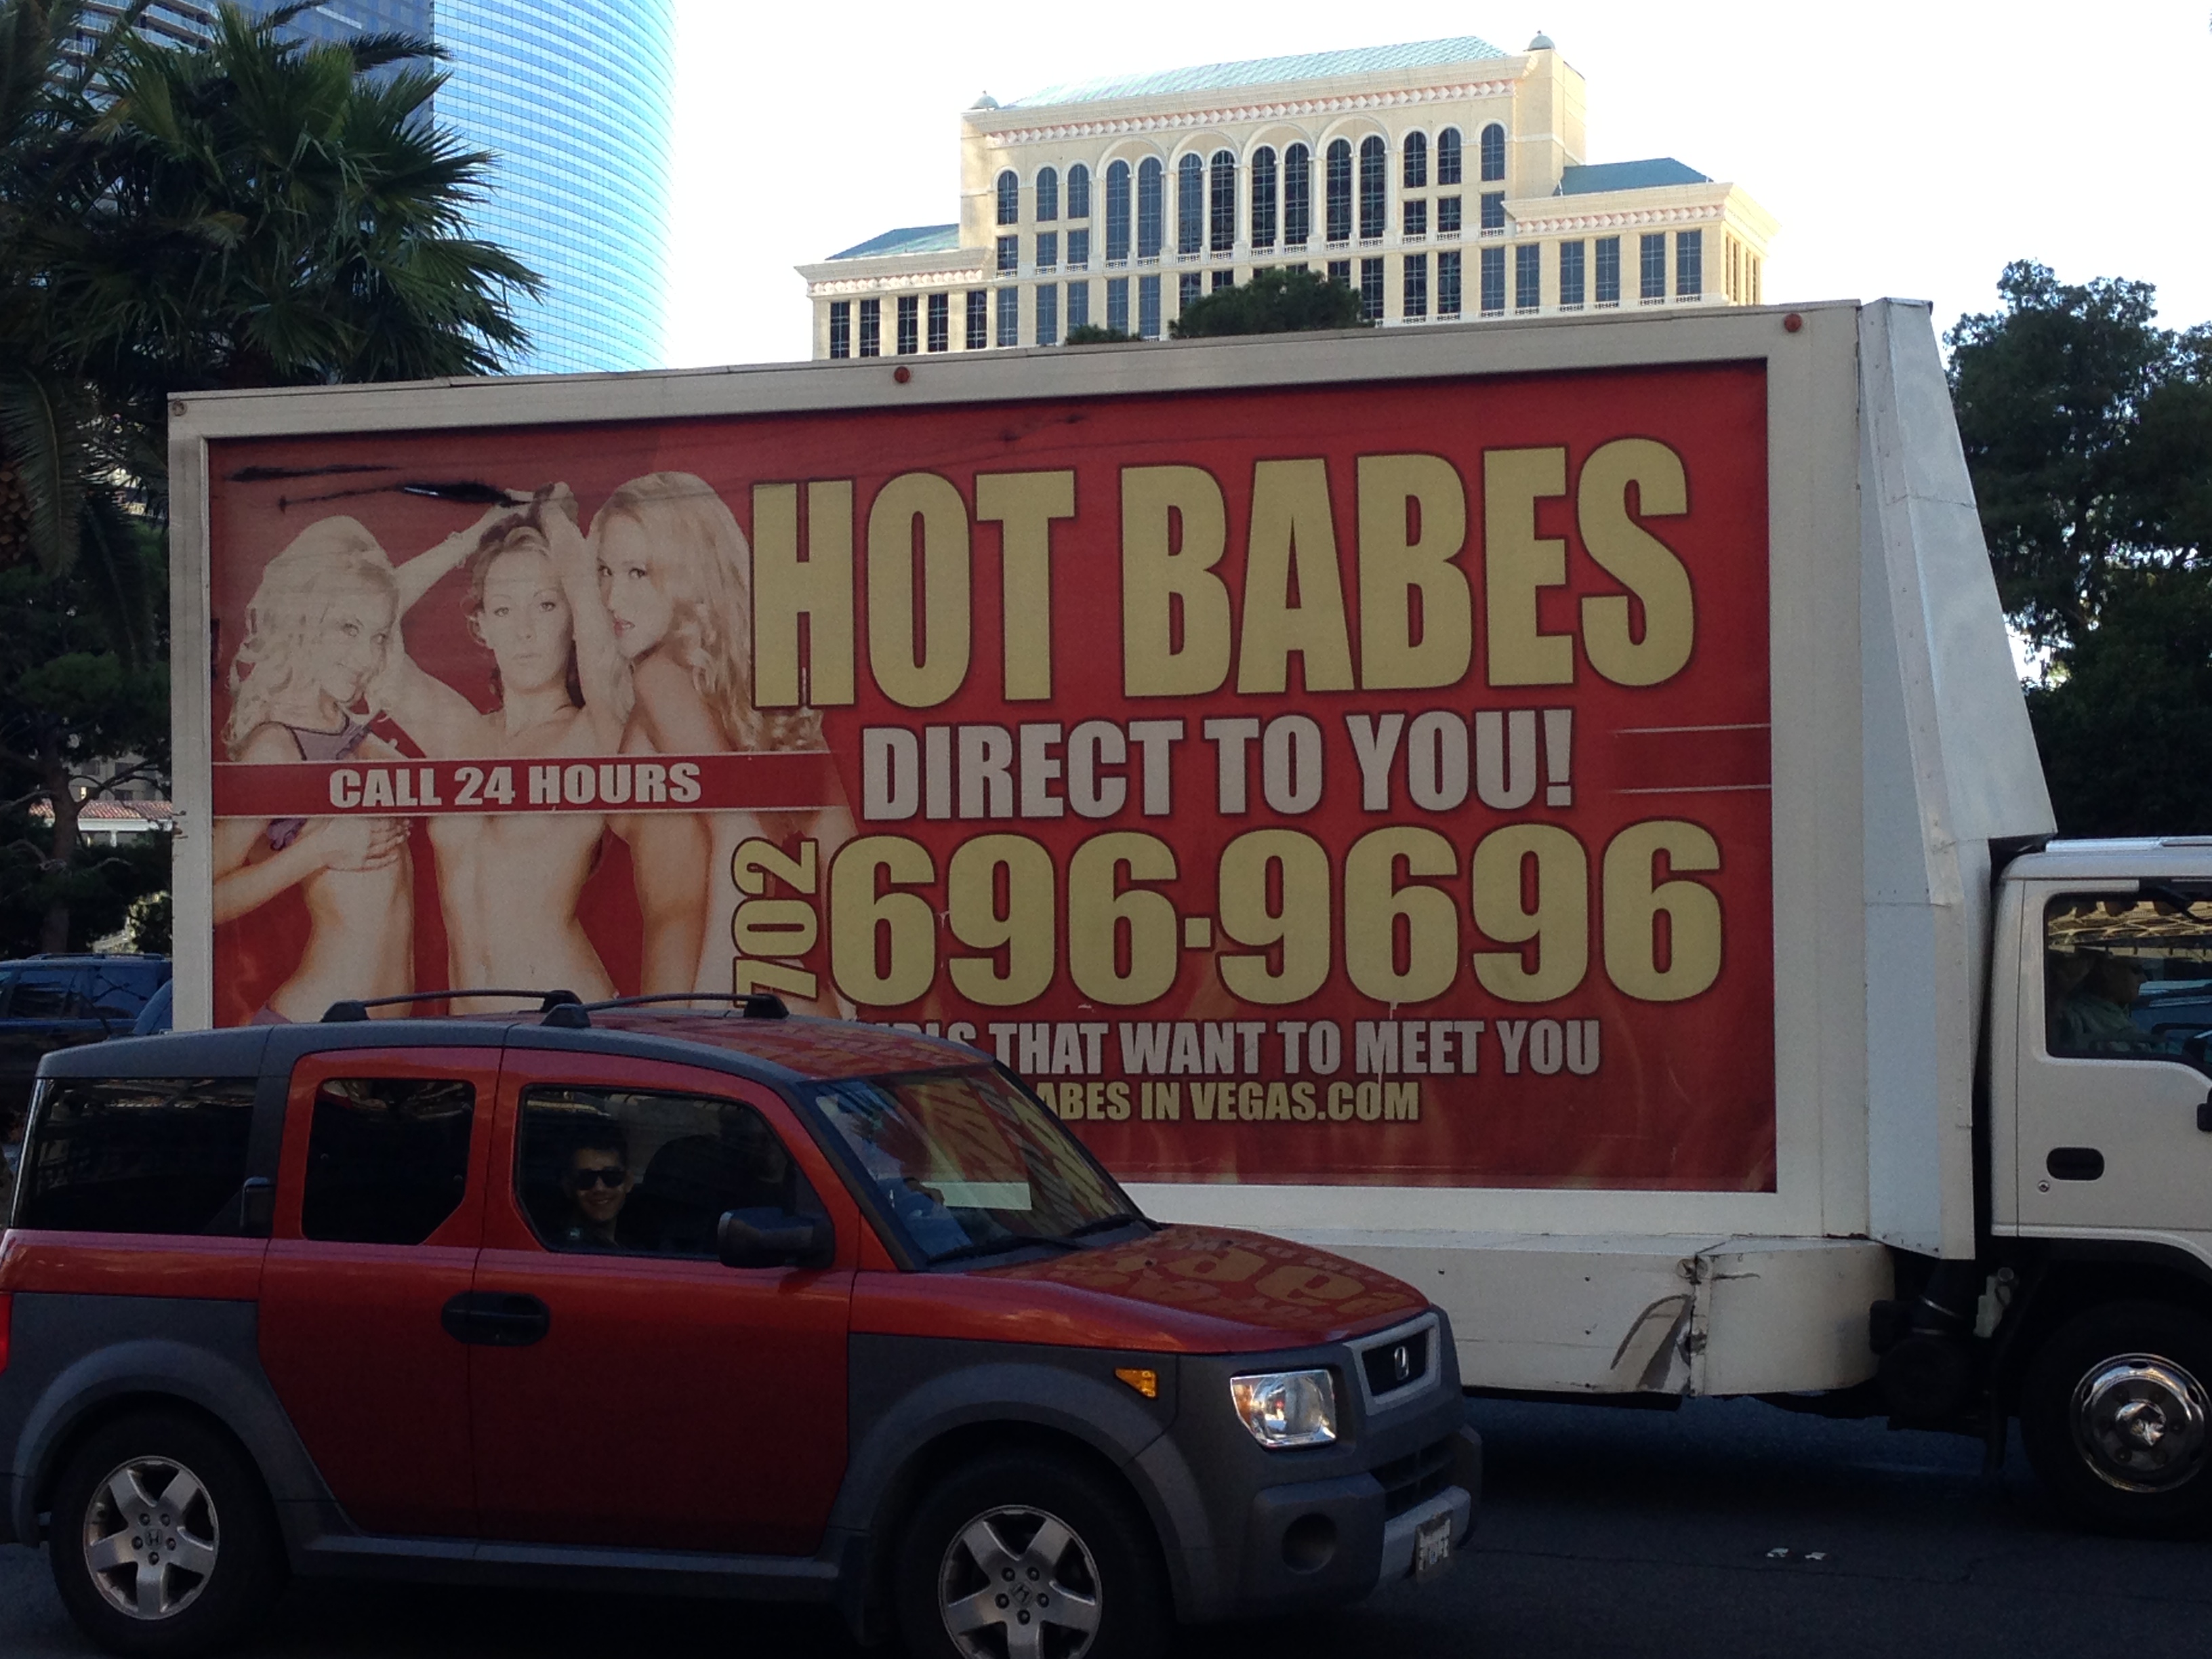 HOT BABES
DIRECT TO YOU!
CALL 24 HOURS
702 696-9696
THAT WANT TO MEET YOU
IN VEGAS.COM